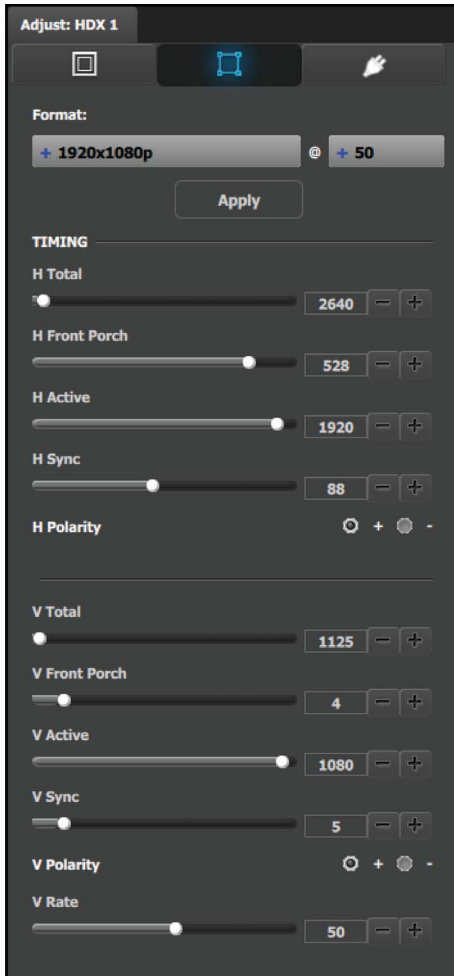 Adjust: HDX 1
Format:
+ 1920x1080p @ + 50
Apply
TIMING
H Total
2640 − +
H Front Porch
528 − +
H Active
1920 − +
H Sync
88 − +
H Polarity + -
V Total
1125 − +
V Front Porch
4 − +
V Active
1080 − +
V Sync
5 − +
V Polarity + -
V Rate
50 − +